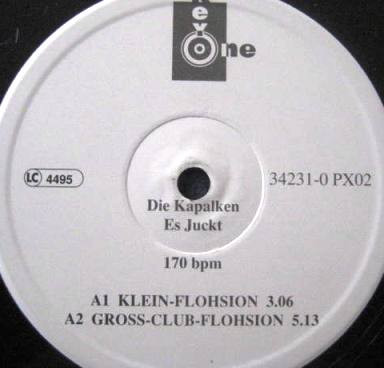 Key
One
LC 4495
34231-0 PX02
Die Kapalken
Es Juckt
170 bpm
A1 KLEIN-FLOHSION 3.06
A2 GROSS-CLUB-FLOHSION 5.13